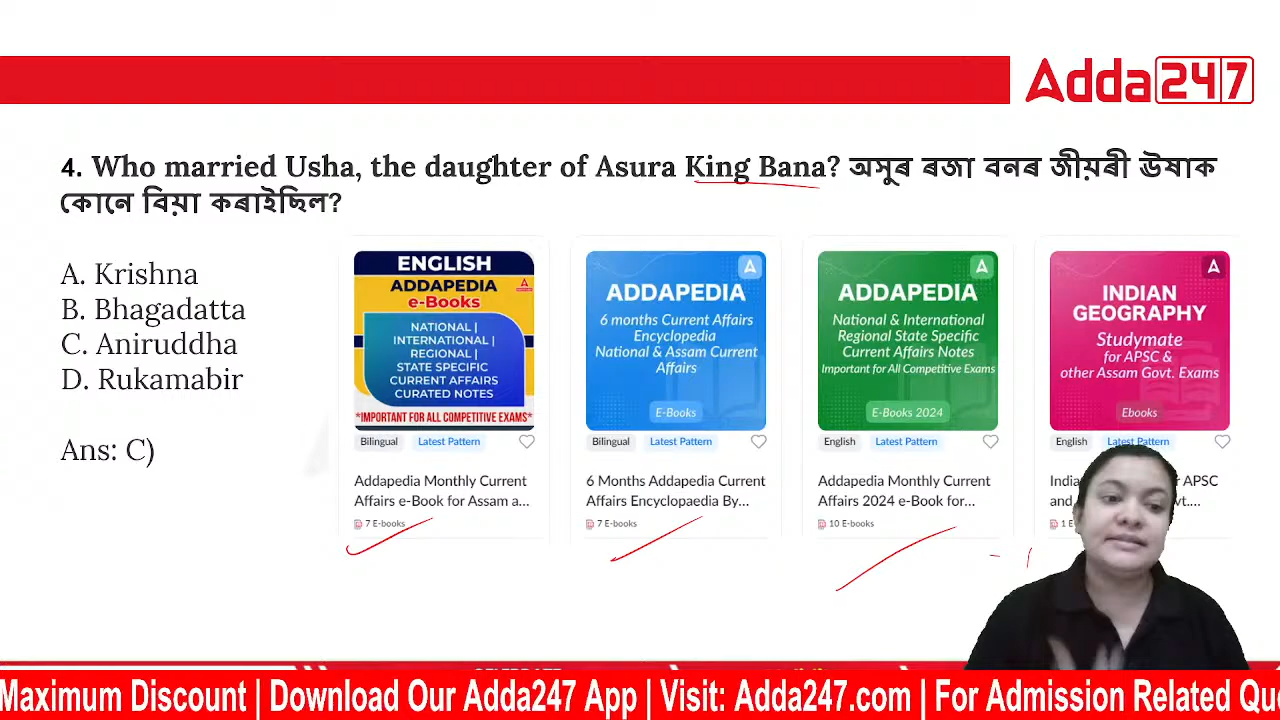 Adda247
4. Who married Usha, the daughter of Asura King Bana? অসুৰ ৰজা বনৰ জীয়ৰী ঊষাক
কোনে বিয়া কৰাইছিল?
A. Krishna
B. Bhagadatta
C. Aniruddha
D. Rukamabir
Ans: C)
ENGLISH
ADDAPEDIA
e-Books
NATIONAL |
INTERNATIONAL |
REGIONAL |
STATE SPECIFIC
CURRENT AFFAIRS
CURATED NOTES
*IMPORTANT FOR ALL COMPETITIVE EXAMS*
Bilingual Latest Pattern
Addapedia Monthly Current
Affairs e-Book for Assam a...
7 E-books
ADDAPEDIA
6 months Current Affairs
Encyclopedia
National & Assam Current
Affairs
E-Books
Bilingual Latest Pattern
6 Months Addapedia Current
Affairs Encyclopaedia By...
7 E-books
ADDAPEDIA
National & International
Regional State Specific
Current Affairs Notes
Important for All Competitive Exams
E-Books 2024
English Latest Pattern
Addapedia Monthly Current
Affairs 2024 e-Book for...
10 E-books
INDIAN
GEOGRAPHY
Studymate
for APSC &
other Assam Govt. Exams
Ebooks
English Latest Pattern
APSC
Maximum Discount | Download Our Adda247 App | Visit: Adda247.com | For Admission Related